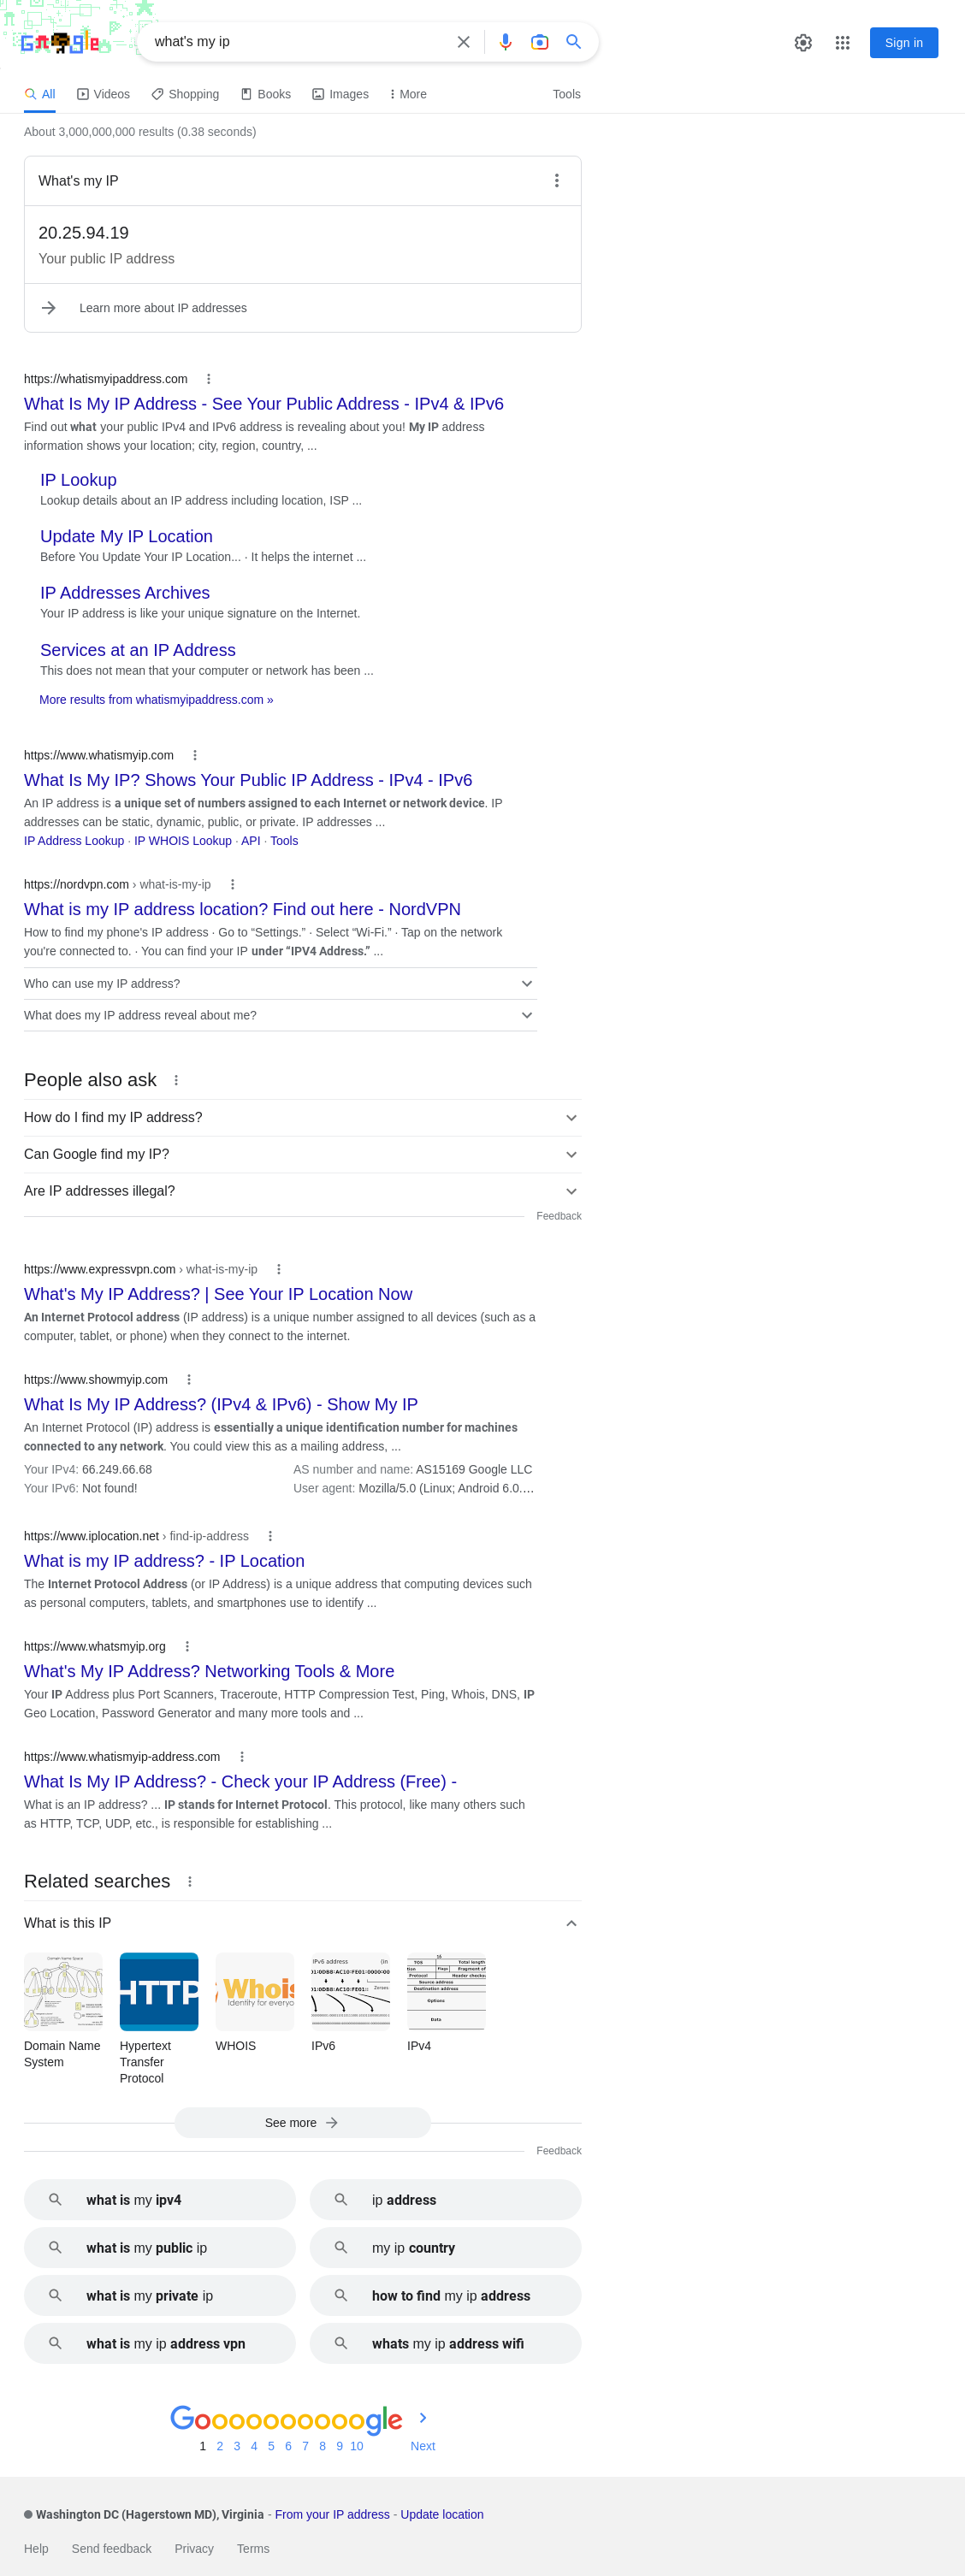 Google
what's my ip
Sign in
All Videos Shopping Books Images More Tools
About 3,000,000,000 results (0.38 seconds)
What's my IP
20.25.94.19
Your public IP address
Learn more about IP addresses
https://whatismyipaddress.com
What Is My IP Address - See Your Public Address - IPv4 & IPv6
Find out what your public IPv4 and IPv6 address is revealing about you! My IP address
information shows your location; city, region, country, ...
IP Lookup
Lookup details about an IP address including location, ISP ...
Update My IP Location
Before You Update Your IP Location... · It helps the internet ...
IP Addresses Archives
Your IP address is like your unique signature on the Internet.
Services at an IP Address
This does not mean that your computer or network has been ...
More results from whatismyipaddress.com »
https://www.whatismyip.com
What Is My IP? Shows Your Public IP Address - IPv4 - IPv6
An IP address is a unique set of numbers assigned to each Internet or network device. IP
addresses can be static, dynamic, public, or private. IP addresses ...
IP Address Lookup · IP WHOIS Lookup · API · Tools
https://nordvpn.com › what-is-my-ip
What is my IP address location? Find out here - NordVPN
How to find my phone's IP address · Go to “Settings.” · Select “Wi-Fi.” · Tap on the network
you're connected to. · You can find your IP under “IPV4 Address.” ...
Who can use my IP address?
What does my IP address reveal about me?
People also ask
How do I find my IP address?
Can Google find my IP?
Are IP addresses illegal?
Feedback
https://www.expressvpn.com › what-is-my-ip
What's My IP Address? | See Your IP Location Now
An Internet Protocol address (IP address) is a unique number assigned to all devices (such as a
computer, tablet, or phone) when they connect to the internet.
https://www.showmyip.com
What Is My IP Address? (IPv4 & IPv6) - Show My IP
An Internet Protocol (IP) address is essentially a unique identification number for machines
connected to any network. You could view this as a mailing address, ...
Your IPv4: 66.249.66.68 AS number and name: AS15169 Google LLC
Your IPv6: Not found! User agent: Mozilla/5.0 (Linux; Android 6.0....
https://www.iplocation.net › find-ip-address
What is my IP address? - IP Location
The Internet Protocol Address (or IP Address) is a unique address that computing devices such
as personal computers, tablets, and smartphones use to identify ...
https://www.whatsmyip.org
What's My IP Address? Networking Tools & More
Your IP Address plus Port Scanners, Traceroute, HTTP Compression Test, Ping, Whois, DNS, IP
Geo Location, Password Generator and many more tools and ...
https://www.whatismyip-address.com
What Is My IP Address? - Check your IP Address (Free) -
What is an IP address? ... IP stands for Internet Protocol. This protocol, like many others such
as HTTP, TCP, UDP, etc., is responsible for establishing ...
Related searches
What is this IP
Domain Name Space
HTTP
Whois
Identity for everyo
IPv6 address (in
Total length
Flags Fragment of
Protocol Header checks
Source address
Destination address
Options
Data
Domain Name
System
Hypertext
Transfer
Protocol
WHOIS
IPv6
IPv4
See more
Feedback
what is my ipv4
ip address
what is my public ip
my ip country
what is my private ip
how to find my ip address
what is my ip address vpn
whats my ip address wifi
Goooooooooogle
1 2 3 4 5 6 7 8 9 10 Next
Washington DC (Hagerstown MD), Virginia - From your IP address - Update location
Help Send feedback Privacy Terms